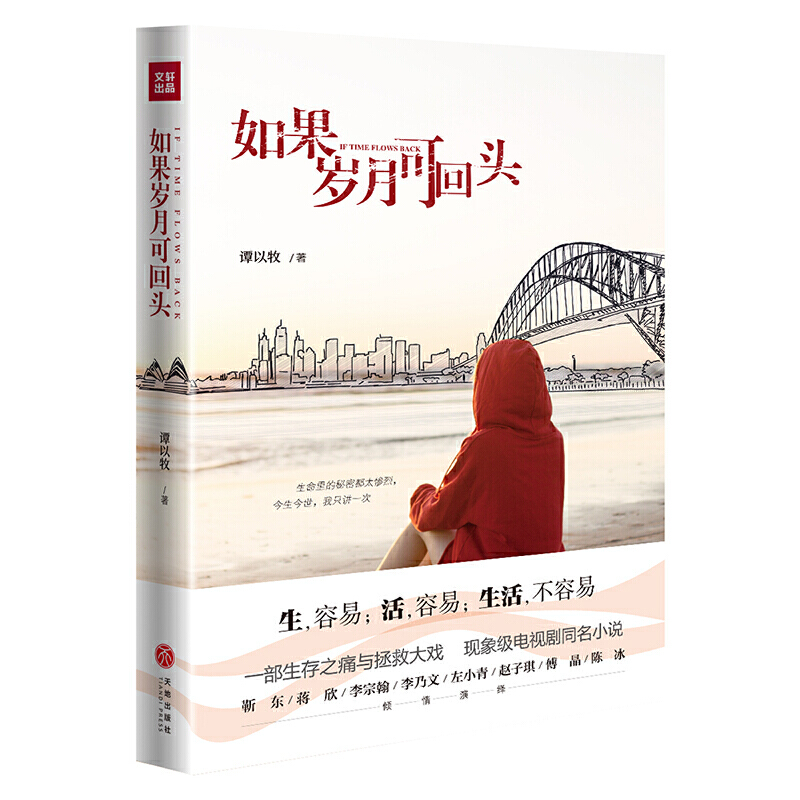 文轩
出品
IF TIME FLOWS BACK
如果岁月可回头
谭以牧
/著
天地出版社
TIANDI PRESS
如果
IF TIME FLOWS BACK
岁月可回头
谭以牧 /著
生命里的秘密都太惨烈，
今生今世，我只讲一次
生,容易；活,容易；生活,不容易
一部生存之痛与拯救大戏 现象级电视剧同名小说
靳 东/蒋 欣/李宗翰/李乃文/左小青/赵子琪/傅 晶/陈 冰
倾 情 演 绎